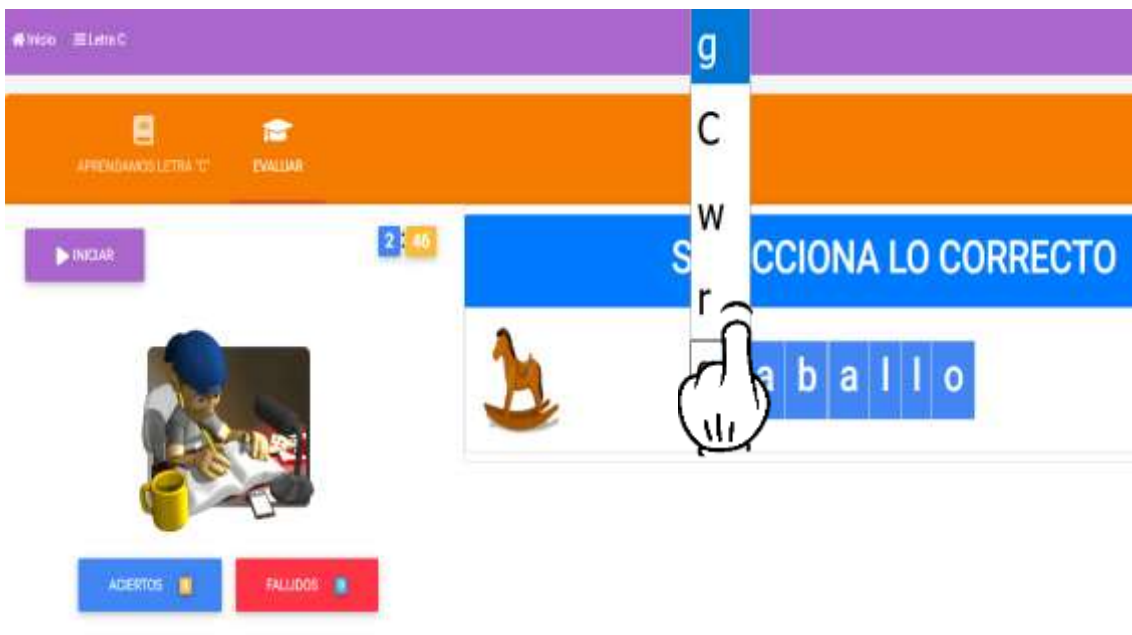 Inicio Letra C
APRENDAMOS LETRA "C"
EVALUAR
INICIAR
2 : 46
g
C
w
r
S CCIONA LO CORRECTO
a b a l l o
ACIERTOS
FALLIDOS